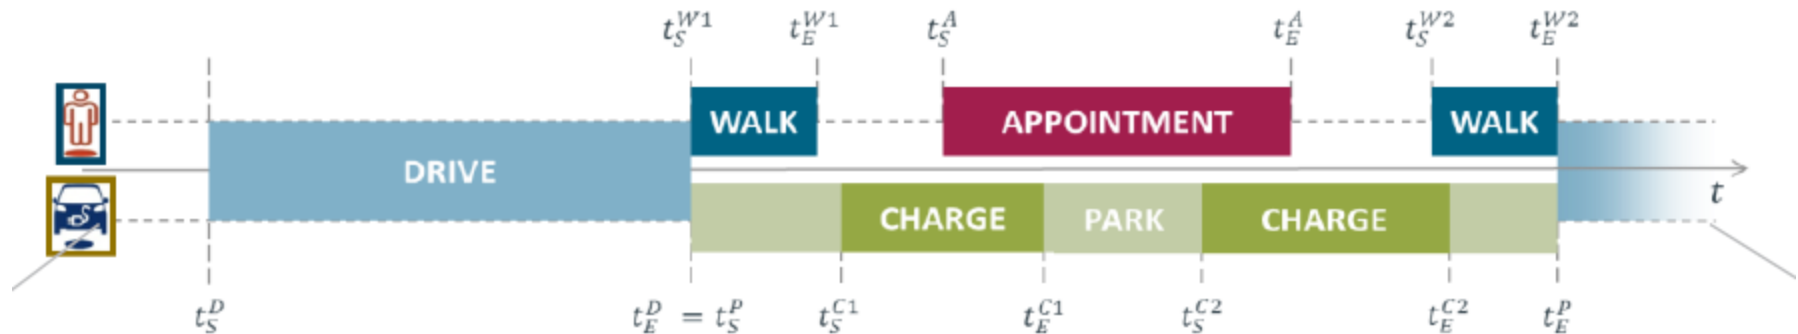 t_S^{W1} t_E^{W1} t_S^A t_E^A t_S^{W2} t_E^{W2}
WALK APPOINTMENT WALK
DRIVE
t
CHARGE PARK CHARGE
t_S^D t_E^D = t_S^P t_S^{C1} t_E^{C1} t_S^{C2} t_E^{C2} t_E^P